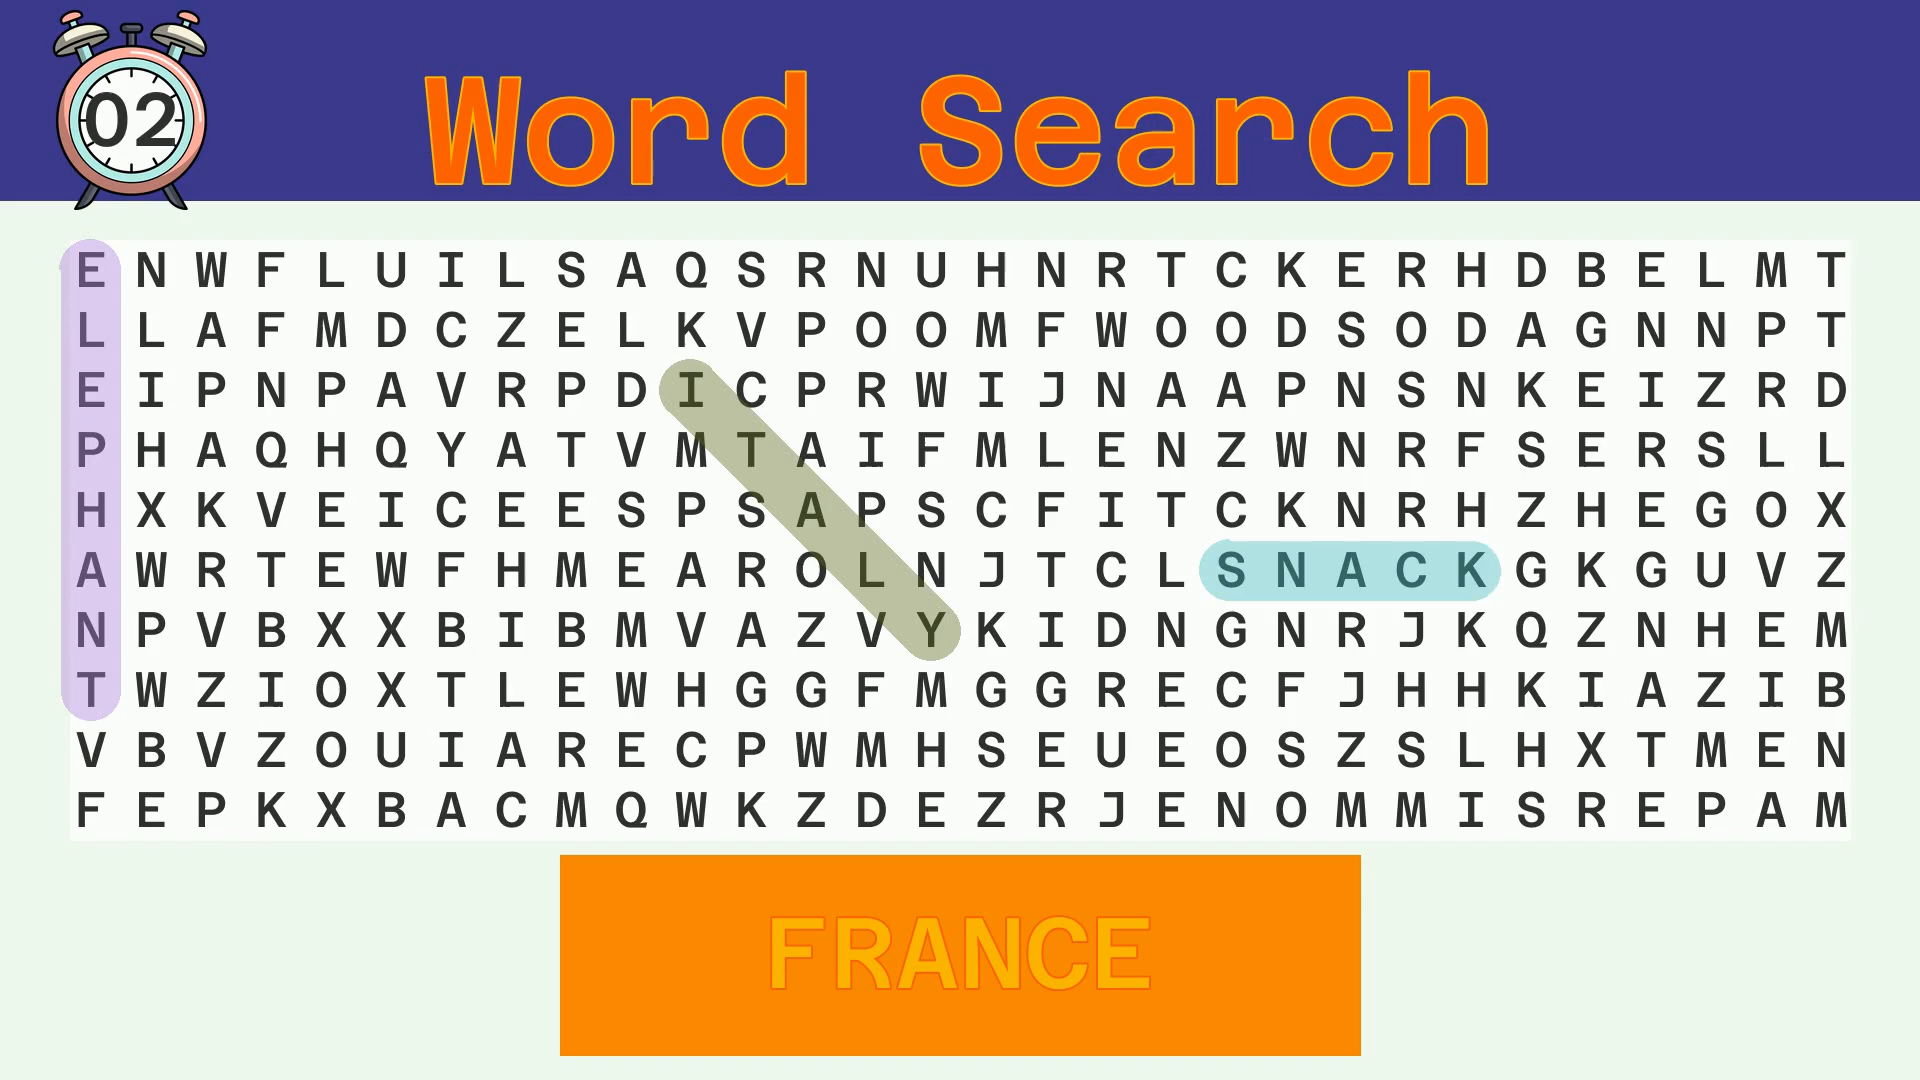 02
Word Search
E N W F L U I L S A Q S R N U H N R T C K E R H D B E L M T
L L A F M D C Z E L K V P O O M F W O O D S O D A G N N P T
E I P N P A V R P D I C P R W I J N A A P N S N K E I Z R D
P H A Q H Q Y A T V M T A I F M L E N Z W N R F S E R S L L
H X K V E I C E E S P S A P S C F I T C K N R H Z H E G O X
A W R T E W F H M E A R O L N J T C L S N A C K G K G U V Z
N P V B X X B I B M V A Z V Y K I D N G N R J K Q Z N H E M
T W Z I O X T L E W H G G F M G G R E C F J H H K I A Z I B
V B V Z O U I A R E C P W M H S E U E O S Z S L H X T M E N
F E P K X B A C M Q W K Z D E Z R J E N O M M I S R E P A M
FRANCE